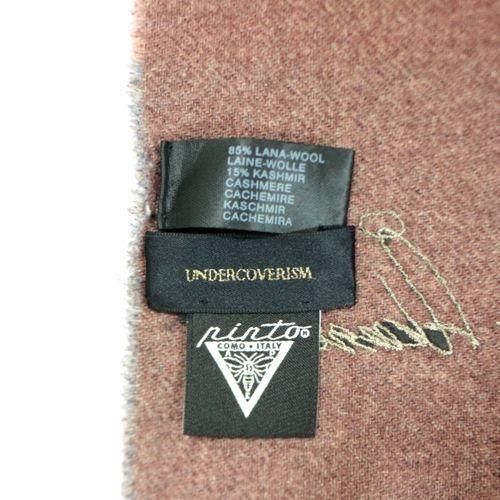 85% LANA-WOOL
LAINE-WOLLE
15% KASHMIR
CASHMERE
CACHEMIRE
KASCHMIR
CACHEMIRA
UNDERCOVERISM
pinto
COMO · ITALY